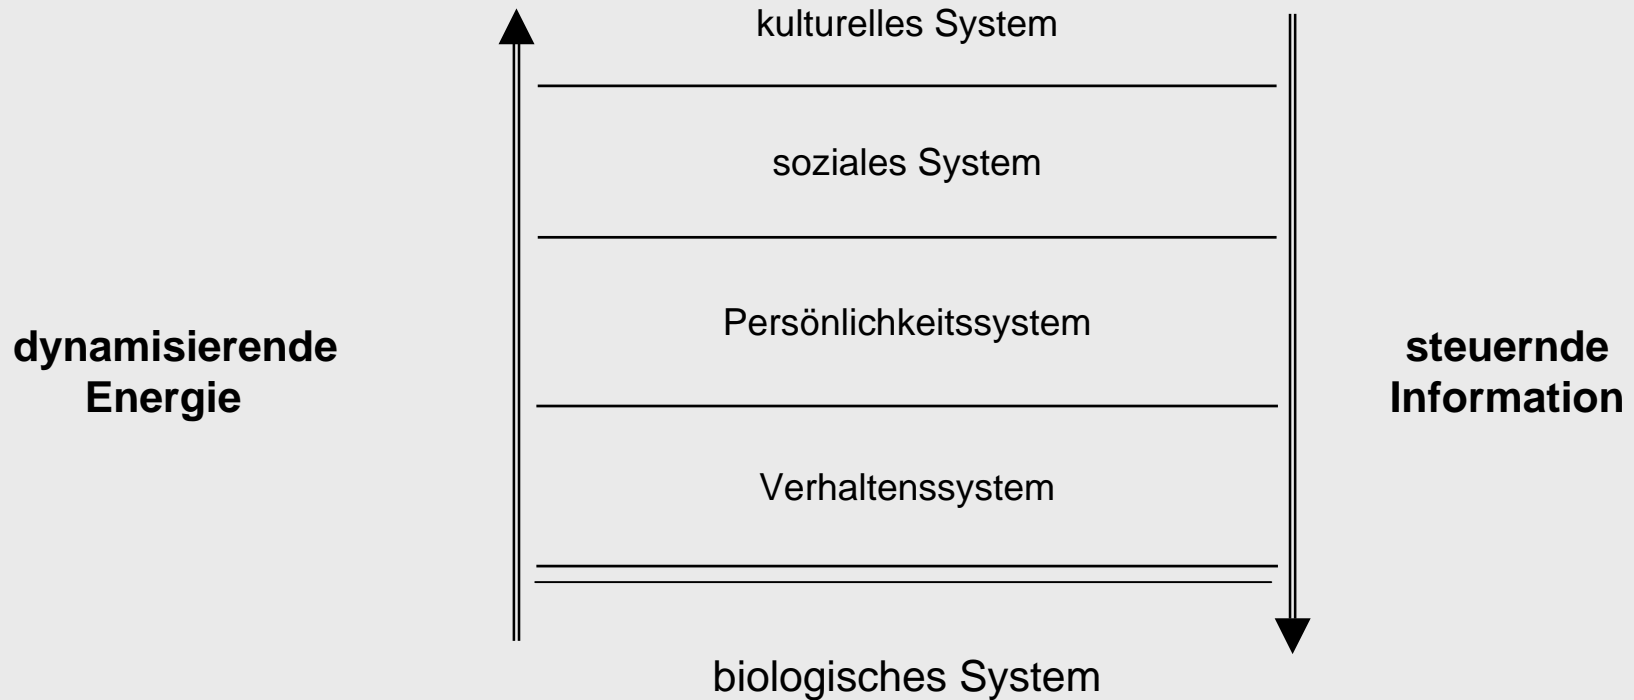 kulturelles System
soziales System
Persönlichkeitssystem
dynamisierende
Energie
steuernde
Information
Verhaltenssystem
biologisches System